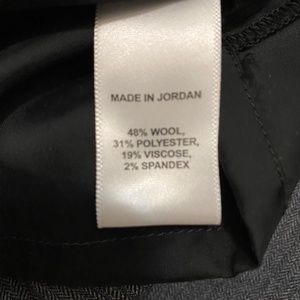 MADE IN JORDAN
48% WOOL,
31% POLYESTER,
19% VISCOSE,
2% SPANDEX